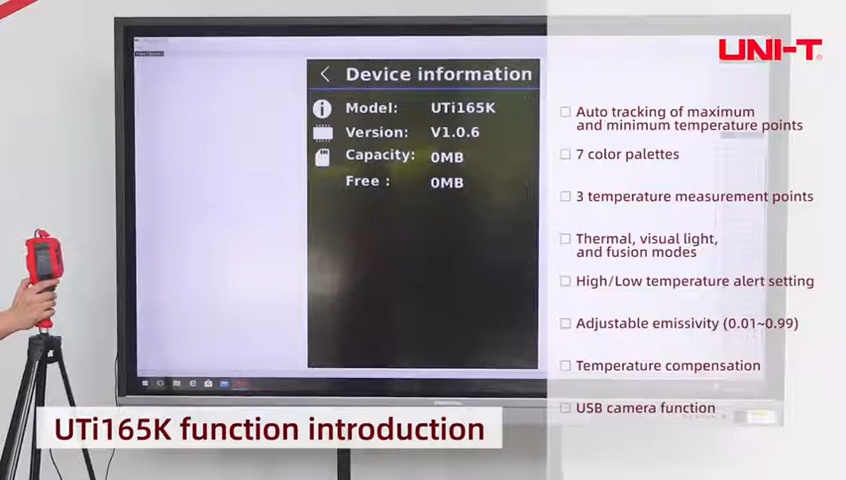 UNI-T
Device information
Model: UTi165K
Version: V1.0.6
Capacity: 0MB
Free : 0MB
Auto tracking of maximum
and minimum temperature points
7 color palettes
3 temperature measurement points
Thermal, visual light,
and fusion modes
High/Low temperature alert setting
Adjustable emissivity (0.01~0.99)
Temperature compensation
USB camera function
UTi165K function introduction